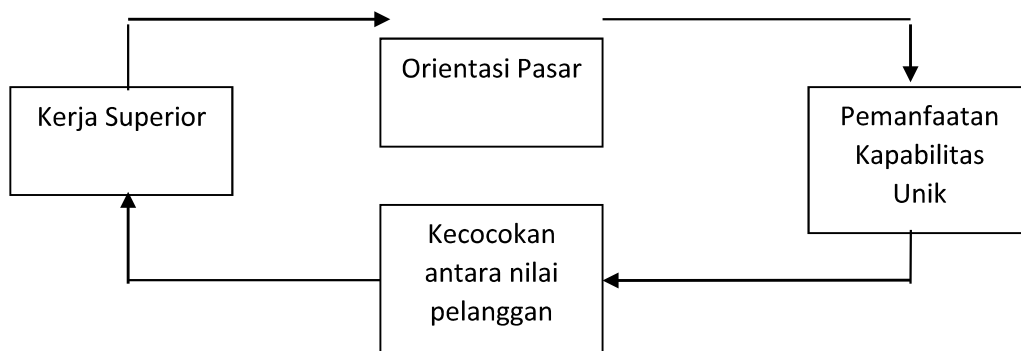 Orientasi Pasar
Kerja Superior
Pemanfaatan
Kapabilitas
Unik
Kecocokan
antara nilai
pelanggan